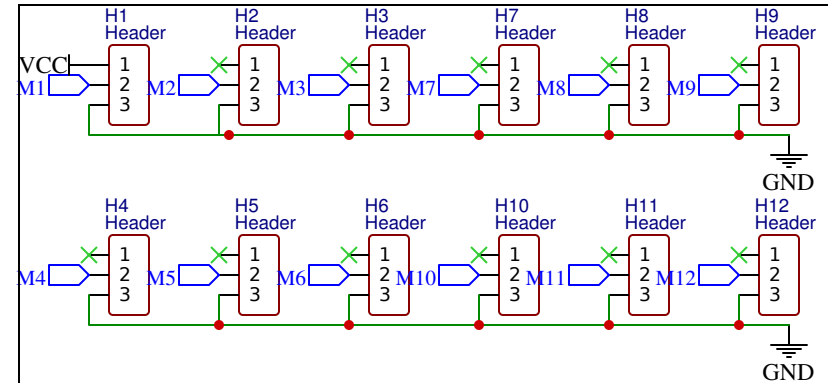 H1 H2 H3 H7 H8 H9
Header Header Header Header Header Header
VCC 1 1 1 1 1 1
M1 2 M2 2 M3 2 M7 2 M8 2 M9 2
3 3 3 3 3 3
GND
H4 H5 H6 H10 H11 H12
Header Header Header Header Header Header
1 1 1 1 1 1
M4 2 M5 2 M6 2 M10 2 M11 2 M12 2
3 3 3 3 3 3
GND